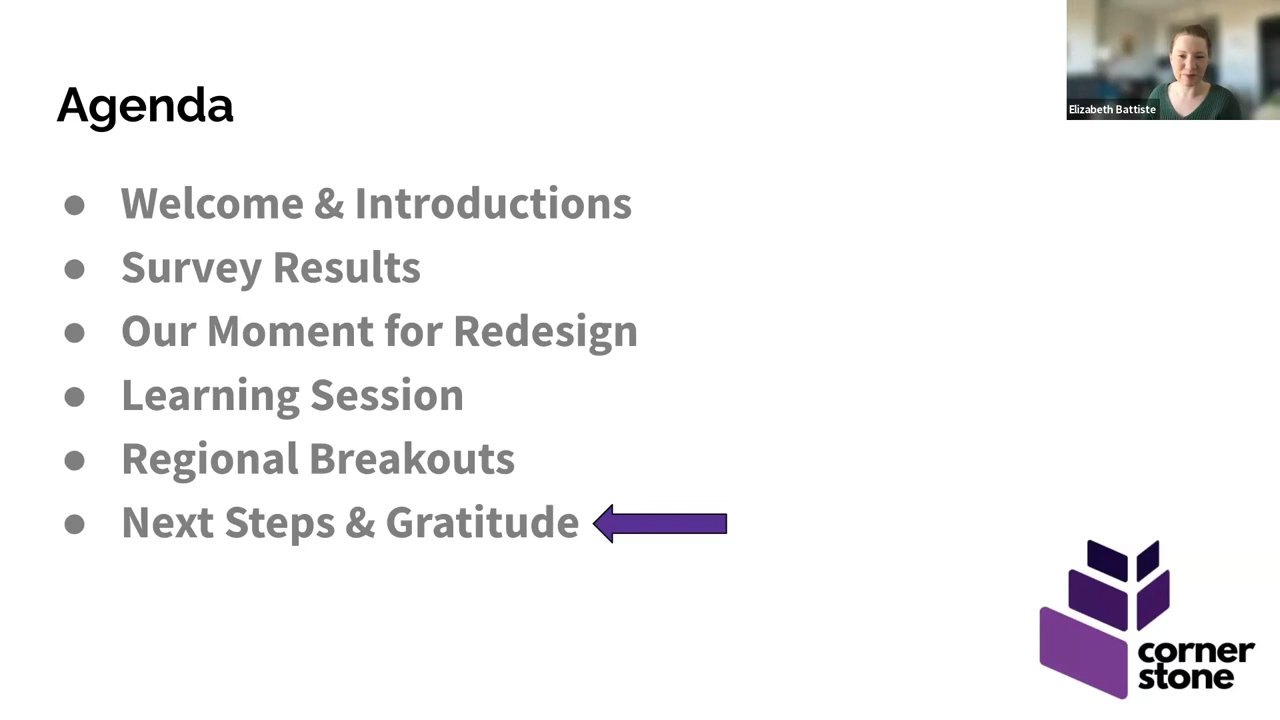 Agenda
Elizabeth Battiste
● Welcome & Introductions
● Survey Results
● Our Moment for Redesign
● Learning Session
● Regional Breakouts
● Next Steps & Gratitude
corner
stone